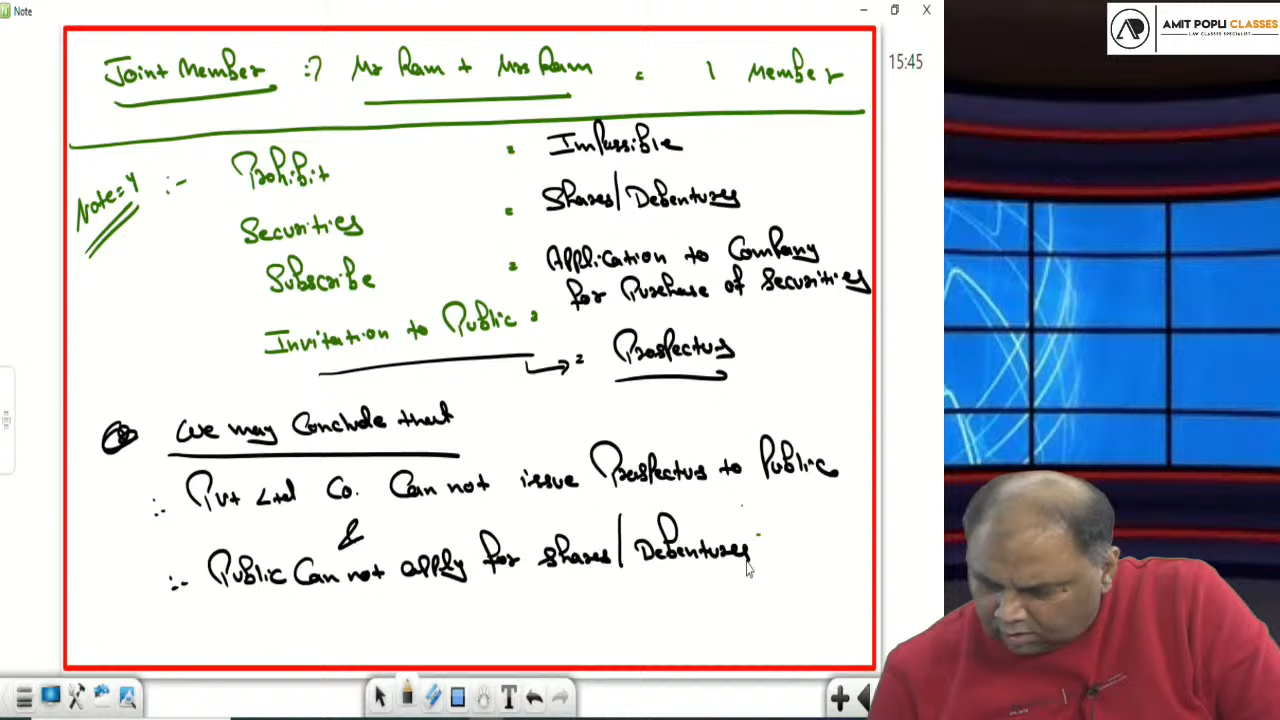 Note
AMIT POPLI CLASSES
LAW CLASSES SPECIALIST
15:45
Joint Member :-> Mr Ram + Mrs Ram = 1 Member
Note=4 :- Prohibit = Impossible
Securities = Shares/Debentures
Subscribe = Application to Company
for Purchase of Securities
Invitation to Public =
= Prospectus
We may Conclude that
∴ Pvt Ltd Co. Can not issue Prospectus to Public
&
∴ Public Can not apply for shares/Debentures